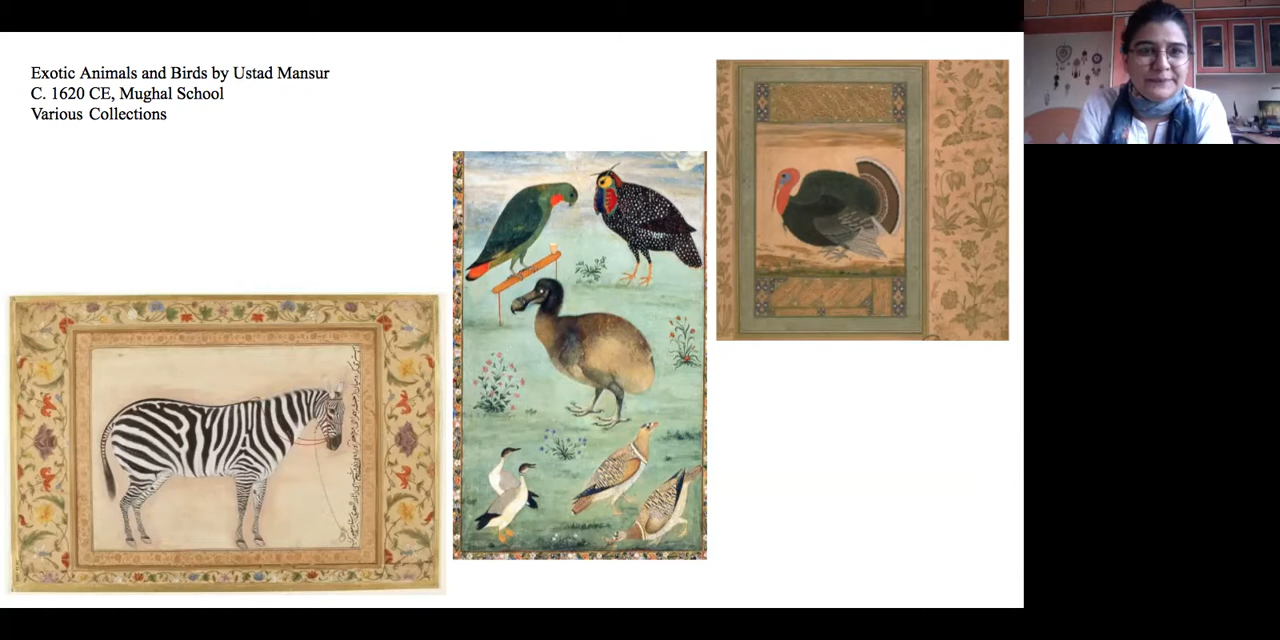 Exotic Animals and Birds by Ustad Mansur
C. 1620 CE, Mughal School
Various Collections